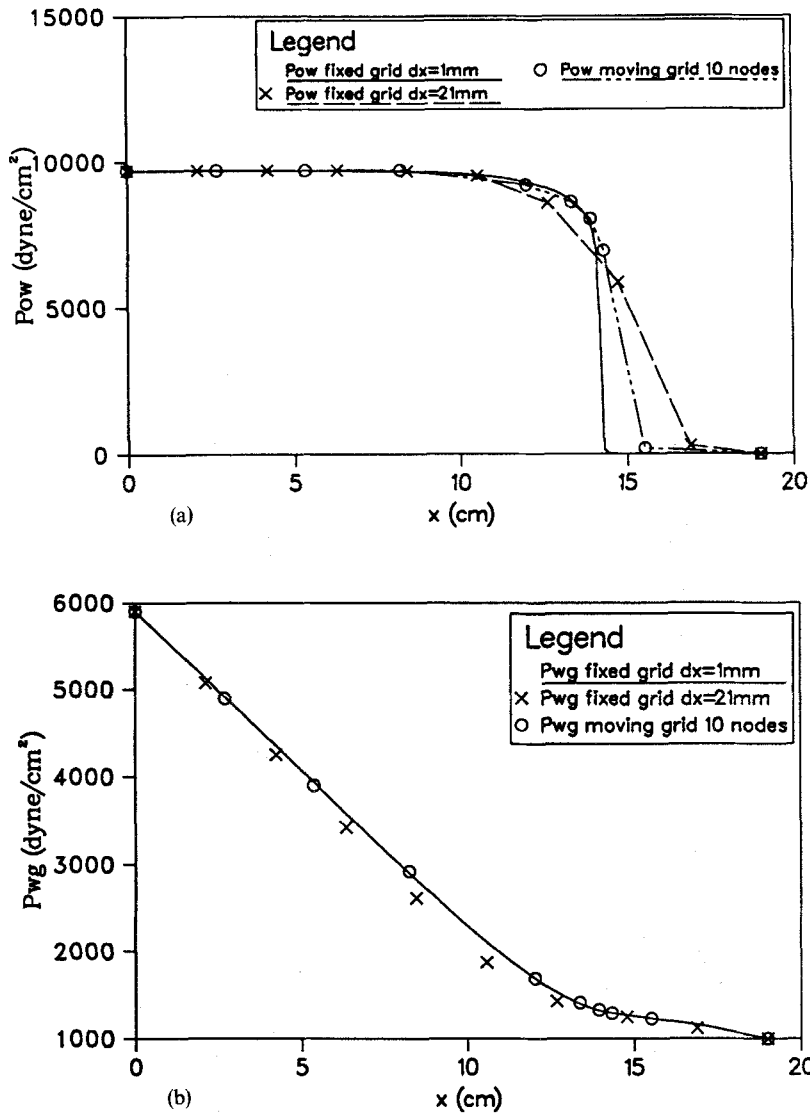 15000
Legend
Pow fixed grid dx=1mm
O Pow moving grid 10 nodes
× Pow fixed grid dx=21mm
10000
Pow (dyne/cm²)
5000
0
0 5 10 15 20
x (cm)
(a)
6000
Legend
Pwg fixed grid dx=1mm
× Pwg fixed grid dx=21mm
O Pwg moving grid 10 nodes
5000
Pwg (dyne/cm²)
4000
3000
2000
1000
0 5 10 15 20
x (cm)
(b)